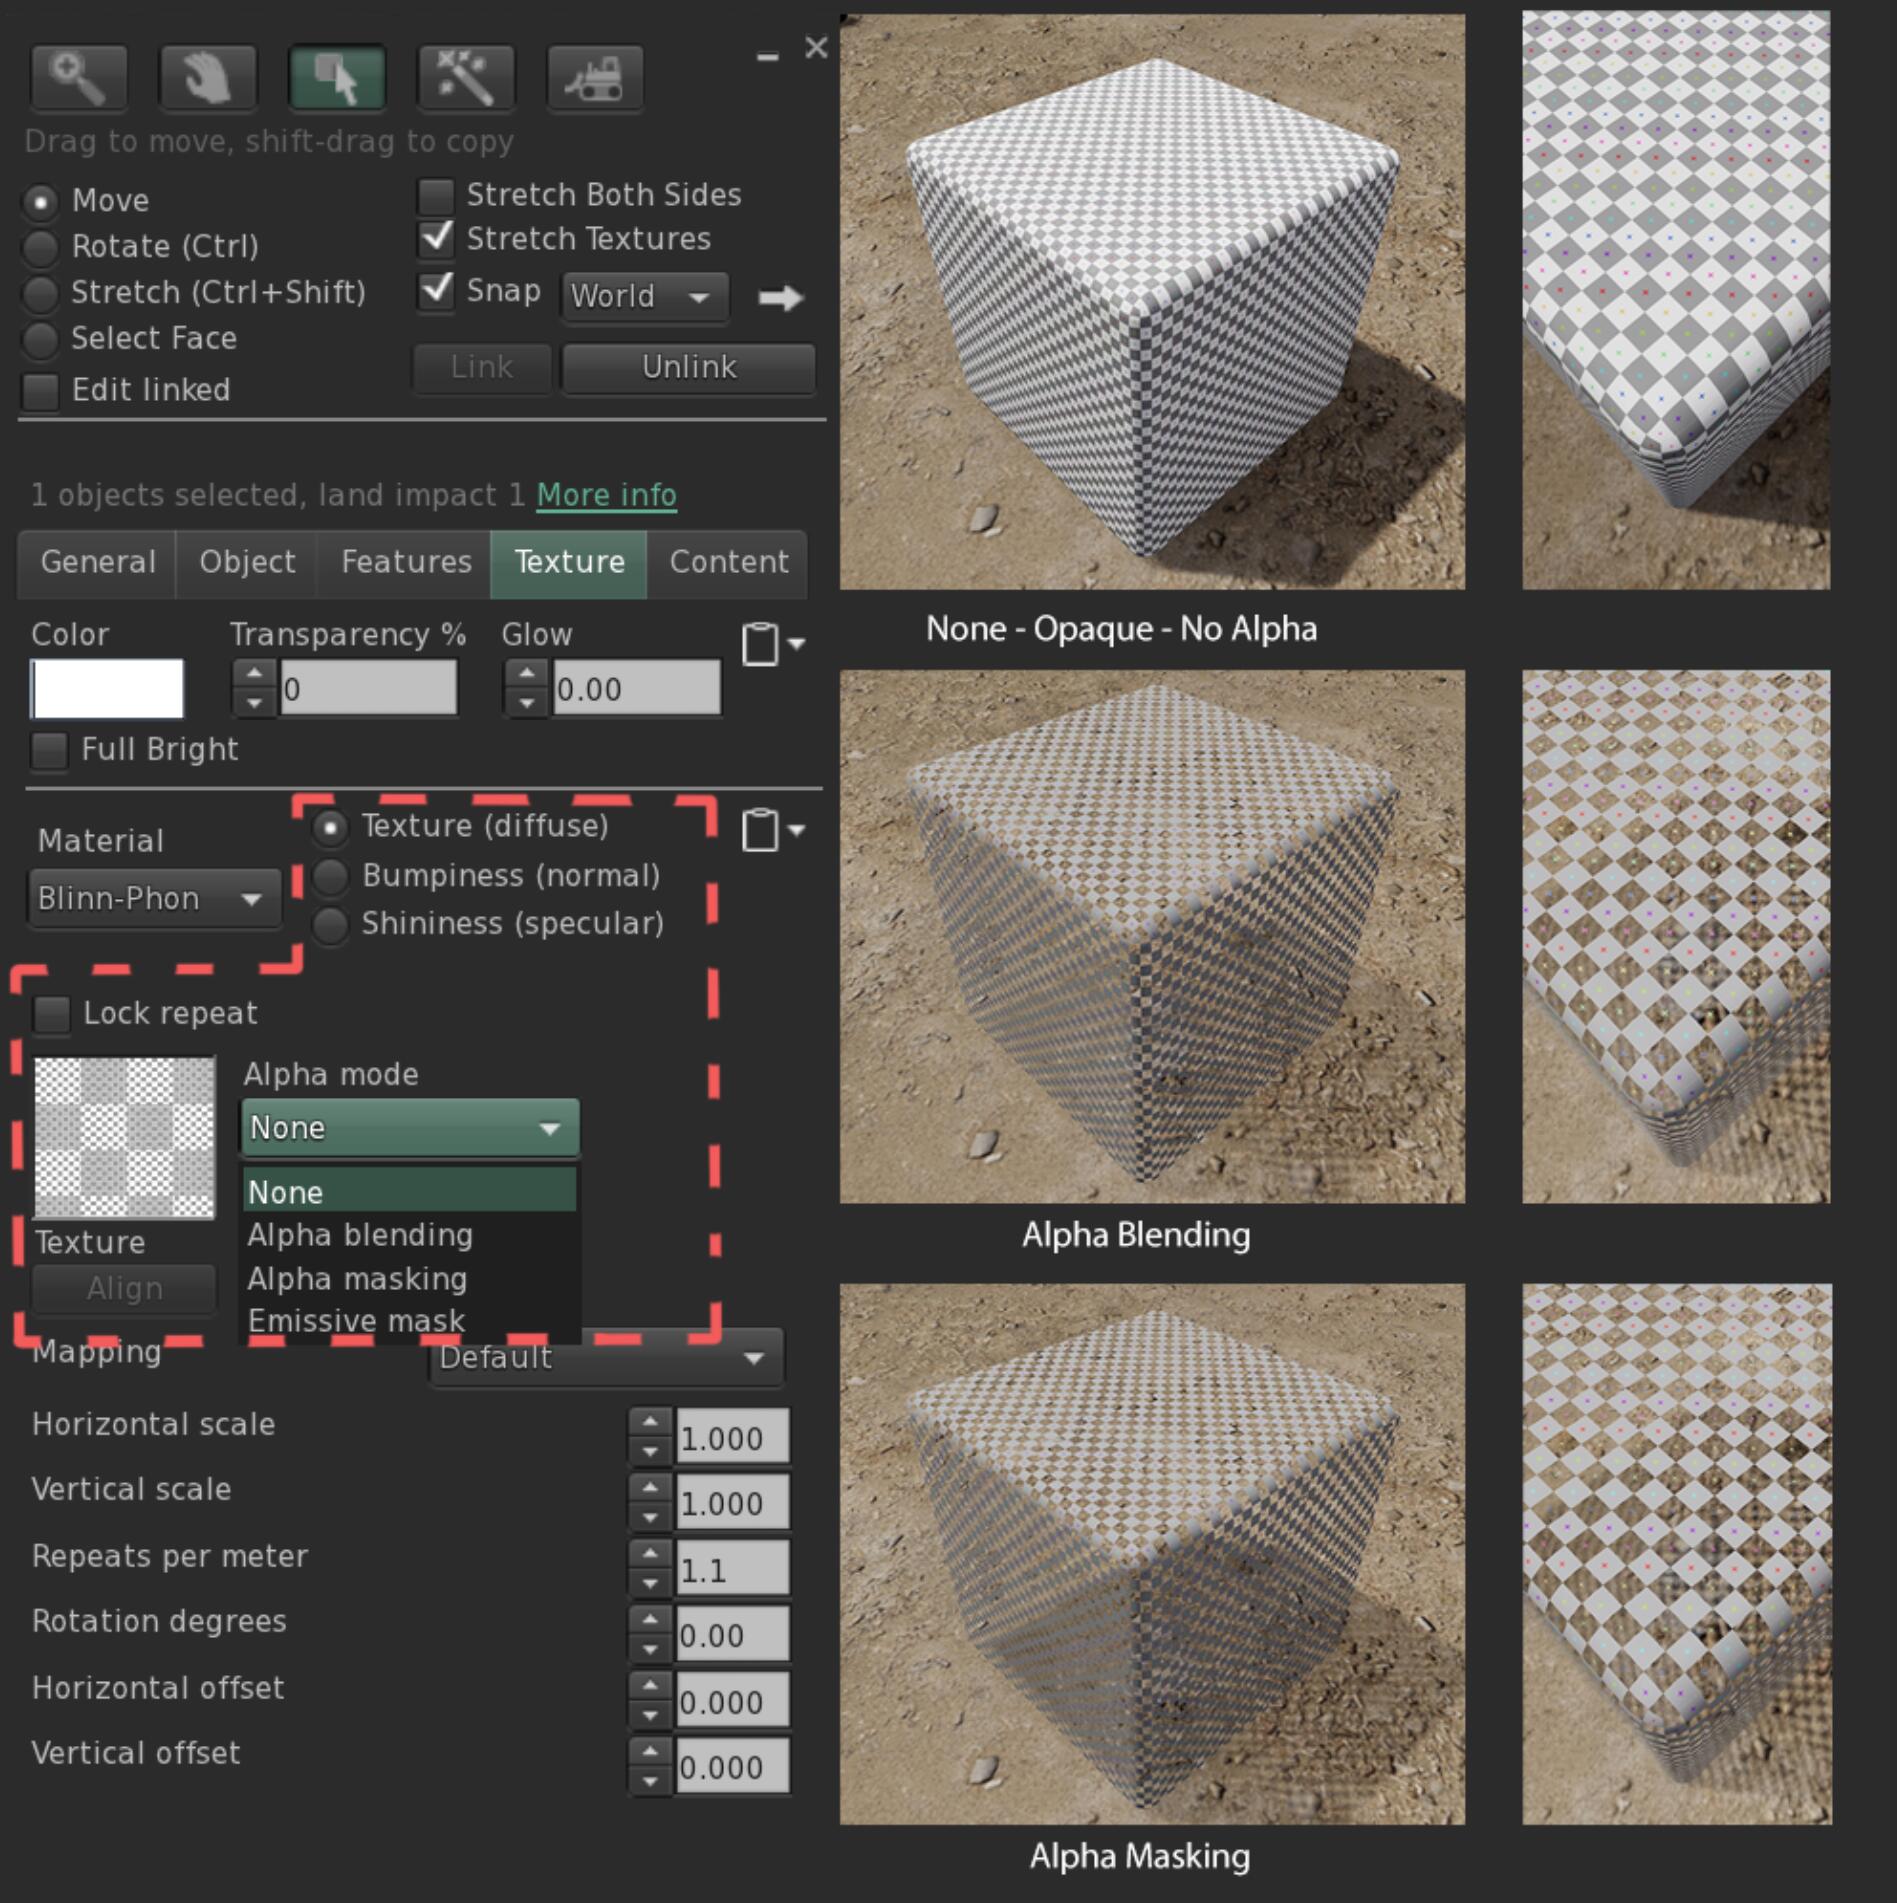 Drag to move, shift-drag to copy
Move
Rotate (Ctrl)
Stretch (Ctrl+Shift)
Select Face
Edit linked
Stretch Both Sides
Stretch Textures
Snap
World
Link
Unlink
1 objects selected, land impact 1 More info
General Object Features Texture Content
Color
Transparency %
Glow
0
0.00
Full Bright
Material
Blinn-Phon
Texture (diffuse)
Bumpiness (normal)
Shininess (specular)
Lock repeat
Alpha mode
None
None
Alpha blending
Alpha masking
Emissive mask
Texture
Align
Mapping
Default
Horizontal scale 1.000
Vertical scale 1.000
Repeats per meter 1.1
Rotation degrees 0.00
Horizontal offset 0.000
Vertical offset 0.000
None - Opaque - No Alpha
Alpha Blending
Alpha Masking